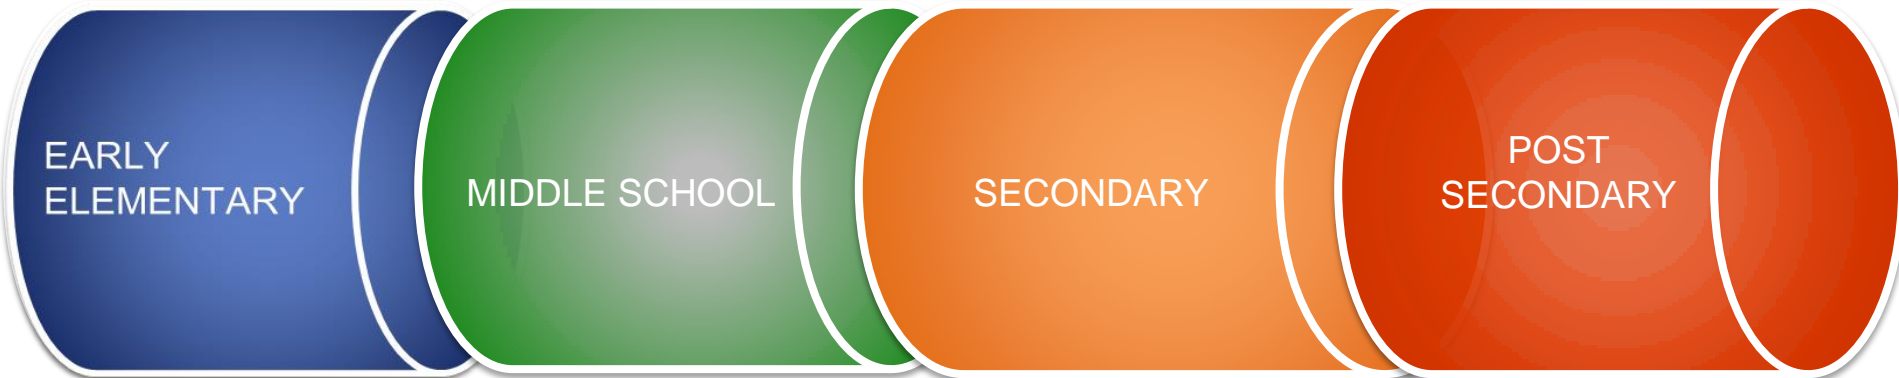 EARLY
ELEMENTARY
MIDDLE SCHOOL
SECONDARY
POST
SECONDARY